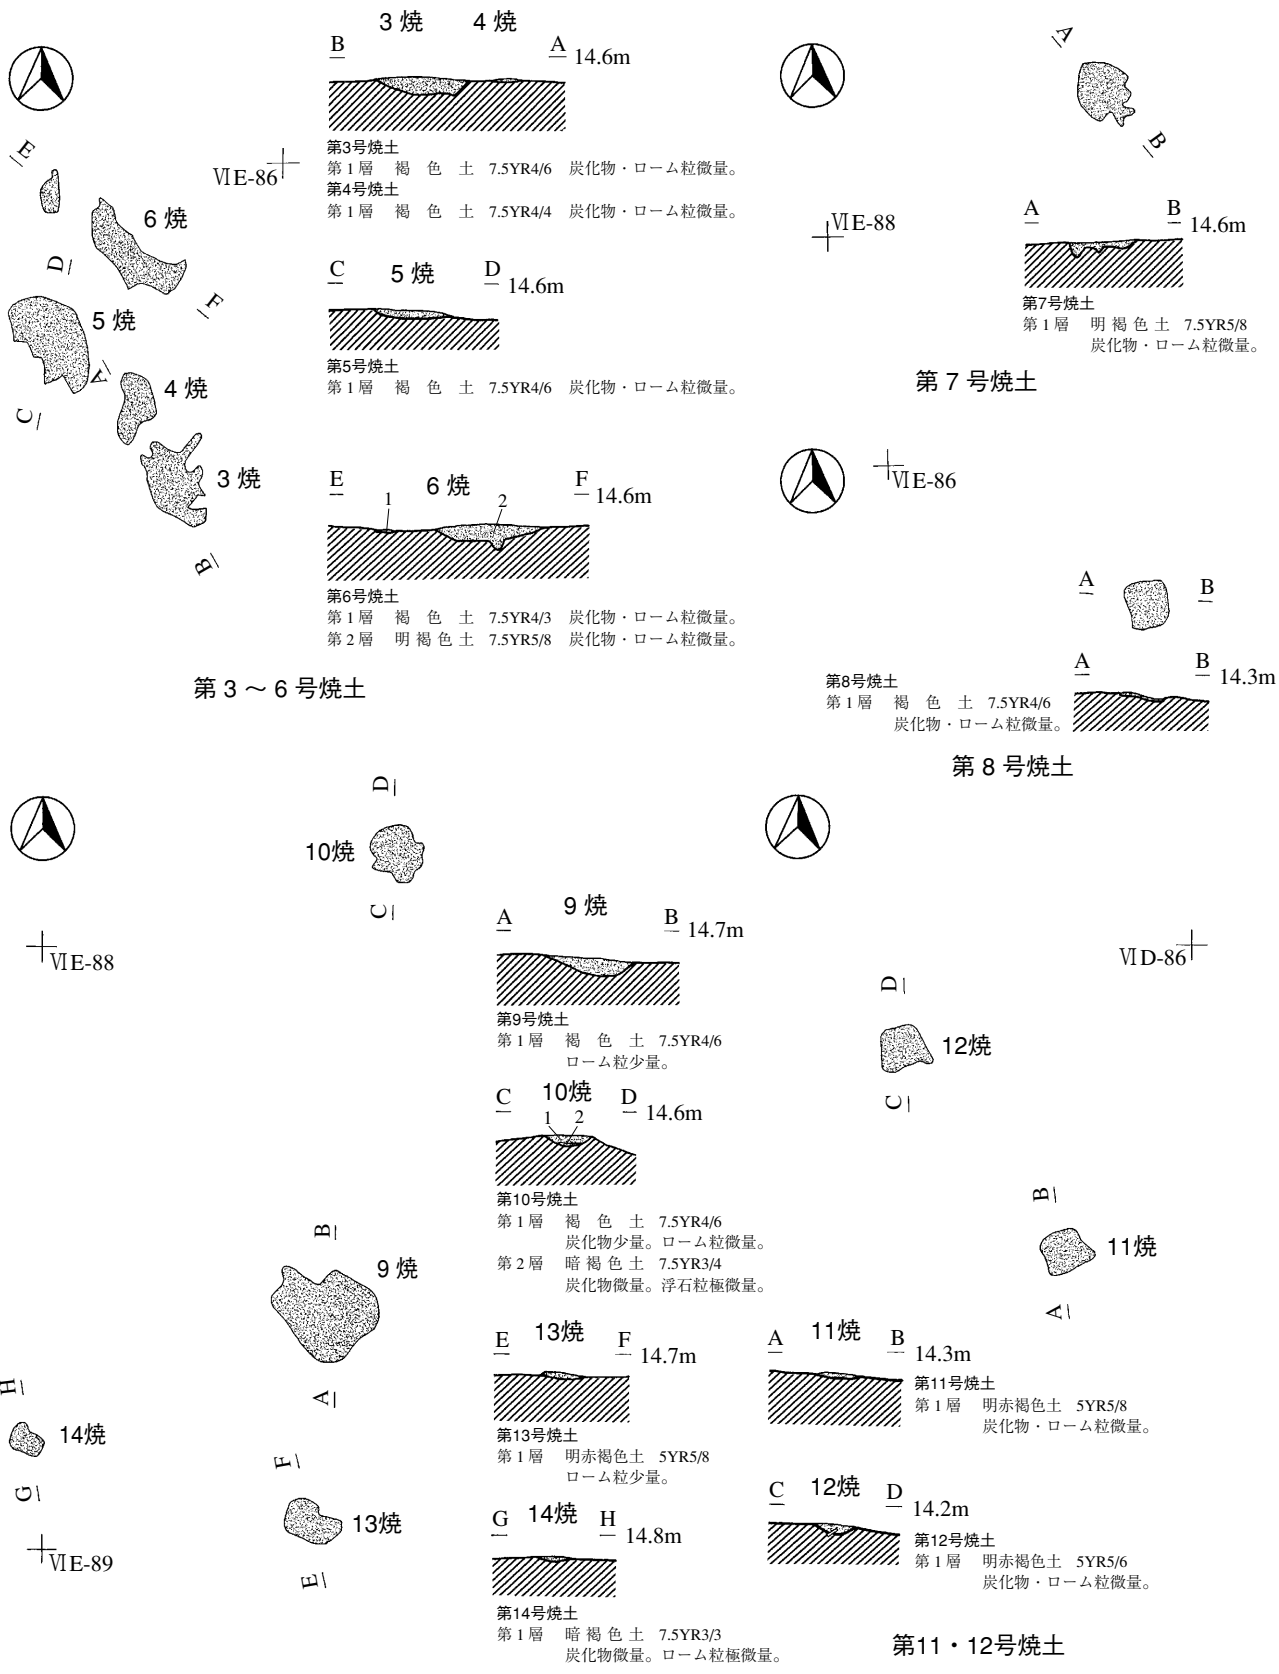 3 焼 4 焼
B A 14.6m
第3号焼土
第1層 褐色土 7.5YR4/6 炭化物・ローム粒微量。
第4号焼土
第1層 褐色土 7.5YR4/4 炭化物・ローム粒微量。
ⅥE-86
E
6 焼
D
F
5 焼
A
4 焼
C
3 焼
B
C 5 焼 D 14.6m
第5号焼土
第1層 褐色土 7.5YR4/6 炭化物・ローム粒微量。
E 6 焼 F 14.6m
1 2
第6号焼土
第1層 褐色土 7.5YR4/3 炭化物・ローム粒微量。
第2層 明褐色土 7.5YR5/8 炭化物・ローム粒微量。
第 3 ~ 6 号焼土
A
B
ⅥE-88
A B 14.6m
第7号焼土
第1層 明褐色土 7.5YR5/8
炭化物・ローム粒微量。
第 7 号焼土
ⅥE-86
A B
A B 14.3m
第8号焼土
第1層 褐色土 7.5YR4/6
炭化物・ローム粒微量。
第 8 号焼土
D
10焼
C
ⅥE-88
B
9 焼
A
H
14焼
G
F
13焼
E
ⅥE-89
A 9 焼 B 14.7m
第9号焼土
第1層 褐色土 7.5YR4/6
ローム粒少量。
C 10焼 D 14.6m
1 2
第10号焼土
第1層 褐色土 7.5YR4/6
炭化物少量。ローム粒微量。
第2層 暗褐色土 7.5YR3/4
炭化物微量。浮石粒極微量。
E 13焼 F 14.7m
第13号焼土
第1層 明赤褐色土 5YR5/8
ローム粒少量。
G 14焼 H 14.8m
第14号焼土
第1層 暗褐色土 7.5YR3/3
炭化物微量。ローム粒極微量。
ⅥD-86
D
12焼
C
B
11焼
A
A 11焼 B 14.3m
第11号焼土
第1層 明赤褐色土 5YR5/8
炭化物・ローム粒微量。
C 12焼 D 14.2m
第12号焼土
第1層 明赤褐色土 5YR5/6
炭化物・ローム粒微量。
第11・12号焼土